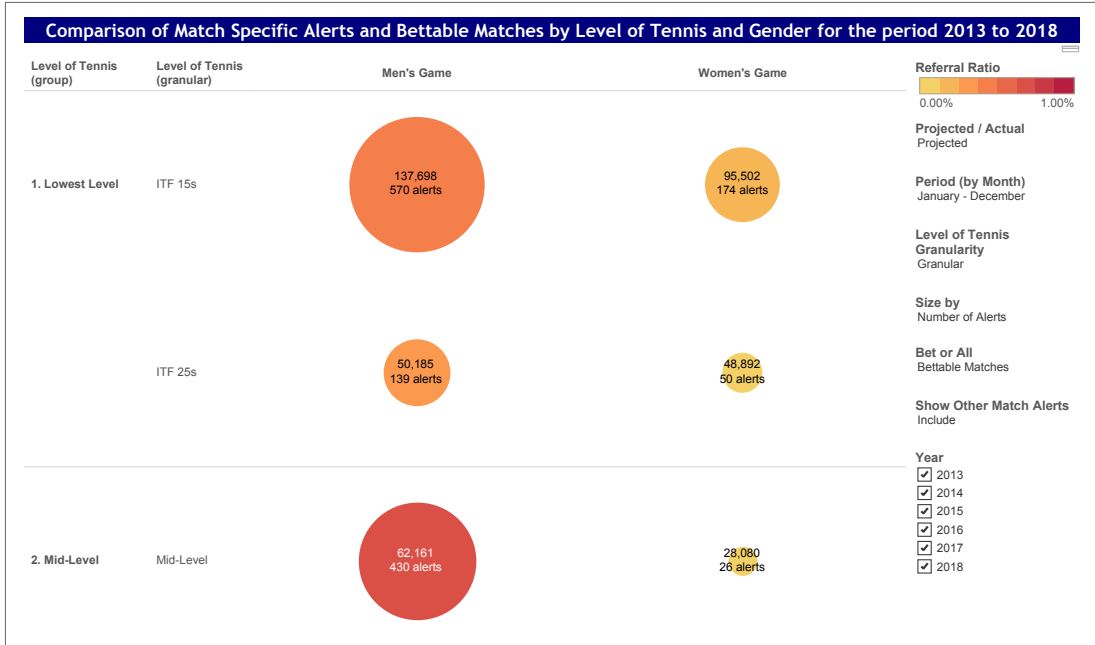 Comparison of Match Specific Alerts and Bettable Matches by Level of Tennis and Gender for the period 2013 to 2018
Level of Tennis
(group)
Level of Tennis
(granular)
Men's Game
Women's Game
1. Lowest Level
ITF 15s
137,698
570 alerts
95,502
174 alerts
ITF 25s
50,185
139 alerts
48,892
50 alerts
2. Mid-Level
Mid-Level
62,161
430 alerts
28,080
26 alerts
Referral Ratio
0.00%
1.00%
Projected / Actual
Projected
Period (by Month)
January - December
Level of Tennis
Granularity
Granular
Size by
Number of Alerts
Bet or All
Bettable Matches
Show Other Match Alerts
Include
Year
2013
2014
2015
2016
2017
2018